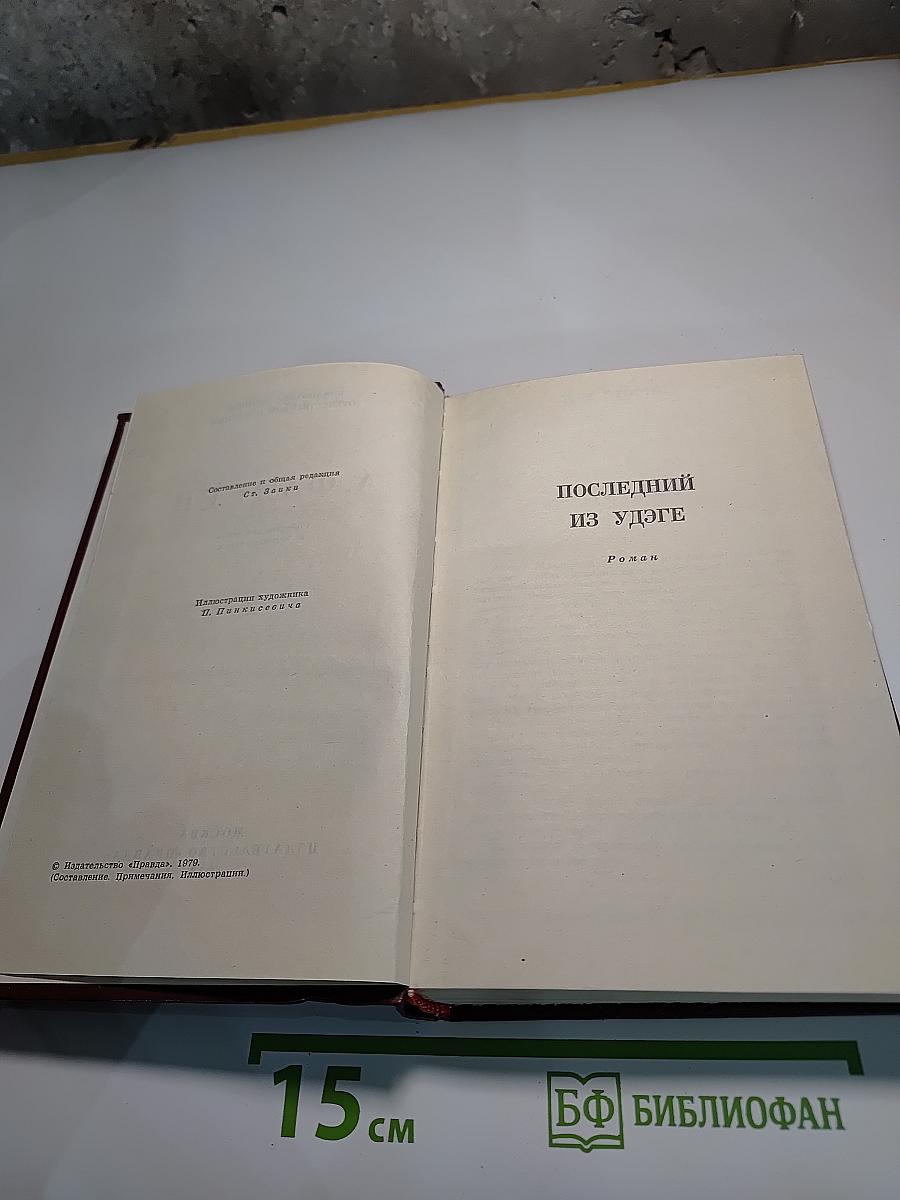 Составление и общая редакция
Ст. Заики
Иллюстрации художника
П. Пинкисевича
© Издательство «Правда». 1979.
(Составление. Примечания. Иллюстрации.)
ПОСЛЕДНИЙ
ИЗ УДЭГЕ
Роман
15 см
БФ БИБЛИОФАН